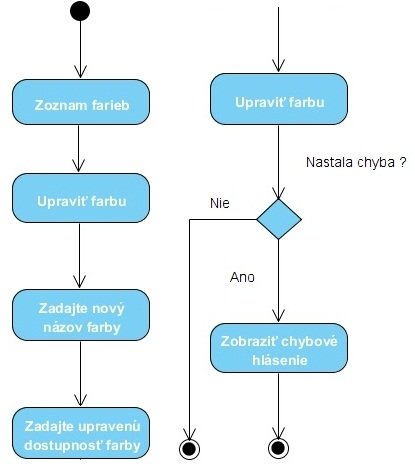 Zoznam farieb
Upraviť farbu
Zadajte nový
názov farby
Zadajte upravenú
dostupnosť farby
Upraviť farbu
Nastala chyba ?
Nie
Ano
Zobraziť chybové
hlásenie